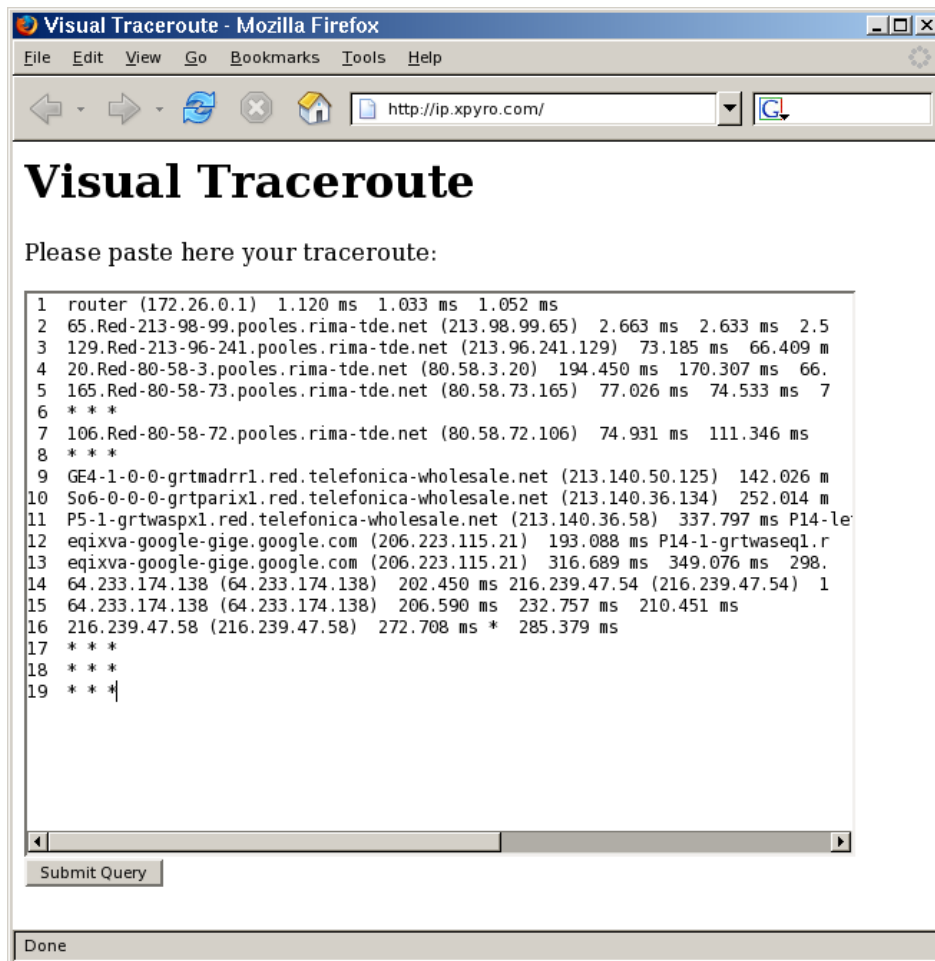 Visual Traceroute - Mozilla Firefox
File Edit View Go Bookmarks Tools Help
http://ip.xpyro.com/
G
Visual Traceroute
Please paste here your traceroute:
1 router (172.26.0.1) 1.120 ms 1.033 ms 1.052 ms
2 65.Red-213-98-99.pooles.rima-tde.net (213.98.99.65) 2.663 ms 2.633 ms 2.5
3 129.Red-213-96-241.pooles.rima-tde.net (213.96.241.129) 73.185 ms 66.409 m
4 20.Red-80-58-3.pooles.rima-tde.net (80.58.3.20) 194.450 ms 170.307 ms 66.
5 165.Red-80-58-73.pooles.rima-tde.net (80.58.73.165) 77.026 ms 74.533 ms 7
6 * * *
7 106.Red-80-58-72.pooles.rima-tde.net (80.58.72.106) 74.931 ms 111.346 ms
8 * * *
9 GE4-1-0-0-grtmadrr1.red.telefonica-wholesale.net (213.140.50.125) 142.026 m
10 So6-0-0-0-grtparix1.red.telefonica-wholesale.net (213.140.36.134) 252.014 m
11 P5-1-grtwaspx1.red.telefonica-wholesale.net (213.140.36.58) 337.797 ms P14-le
12 eqixva-google-gige.google.com (206.223.115.21) 193.088 ms P14-1-grtwaseq1.r
13 eqixva-google-gige.google.com (206.223.115.21) 316.689 ms 349.076 ms 298.
14 64.233.174.138 (64.233.174.138) 202.450 ms 216.239.47.54 (216.239.47.54) 1
15 64.233.174.138 (64.233.174.138) 206.590 ms 232.757 ms 210.451 ms
16 216.239.47.58 (216.239.47.58) 272.708 ms * 285.379 ms
17 * * *
18 * * *
19 * * *
Submit Query
Done